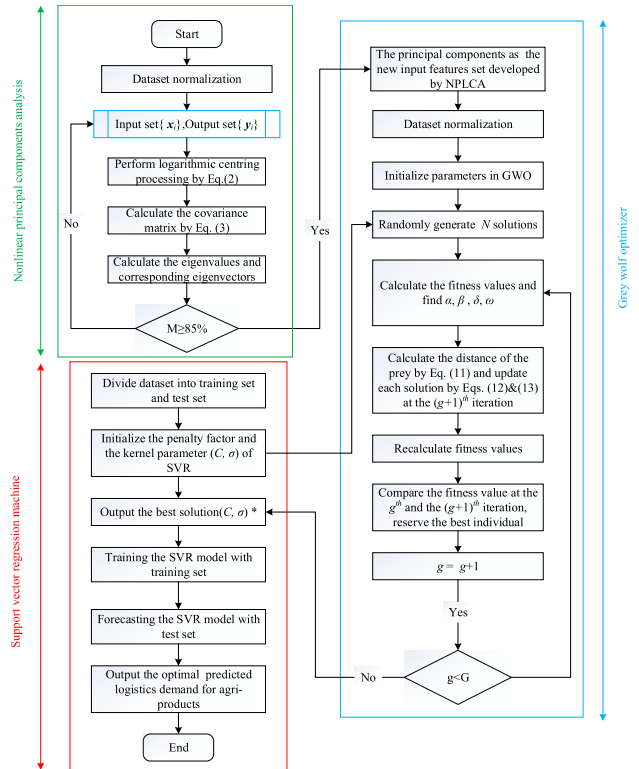 Nonlinear principal components analysis
Start
Dataset normalization
Input set{ xᵢ},Output set{ yᵢ}
Perform logarithmic centring
processing by Eq.(2)
Calculate the covariance
matrix by Eq. (3)
Calculate the eigenvalues and
corresponding eigenvectors
M≥85%
No
Yes
Support vector regression machine
Divide dataset into training set
and test set
Initialize the penalty factor and
the kernel parameter (C, σ) of
SVR
Output the best solution(C, σ) *
Training the SVR model with
training set
Forecasting the SVR model with
test set
Output the optimal predicted
logistics demand for agri-
products
End
Grey wolf optimizer
The principal components as the
new input features set developed
by NPLCA
Dataset normalization
Initialize parameters in GWO
Randomly generate N solutions
Calculate the fitness values and
find α, β , δ, ω
Calculate the distance of the
prey by Eq. (11) and update
each solution by Eqs. (12)&(13)
at the (g+1)ᵗʰ iteration
Recalculate fitness values
Compare the fitness value at the
gᵗʰ and the (g+1)ᵗʰ iteration,
reserve the best individual
g = g+1
Yes
g<G
No